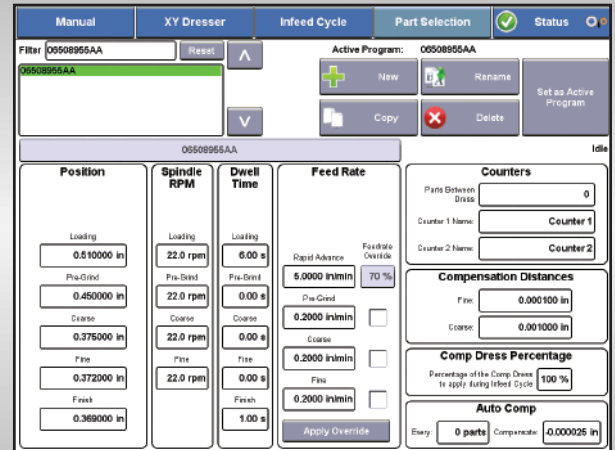 Manual XY Dresser Infeed Cycle Part Selection Status
Filter 06508955AA Reset Active Program: 06508955AA
06508955AA
New Rename
Set as Active
Program
Copy Delete
06508955AA Idle
Position Spindle RPM Dwell Time Feed Rate Counters
Parts Between Dress 0
Counter 1 Name: Counter 1
Counter 2 Name: Counter 2
Loading Loading Loading Rapid Advance Feedrate Override
0.510000 in 22.0 rpm 6.00 s 5.0000 in/min 70 %
Compensation Distances
Pre-Grind Pre-Grind Pre-Grind Pre-Grind
0.450000 in 22.0 rpm 0.00 s 0.2000 in/min
Fine: 0.000100 in
Coarse Coarse Coarse Coarse
0.375000 in 22.0 rpm 0.00 s 0.2000 in/min
Coarse: 0.001000 in
Fine Fine Fine Fine
0.372000 in 22.0 rpm 0.00 s 0.2000 in/min
Comp Dress Percentage
Percentage of the Comp Dress
to apply during Infeed Cycle 100 %
Finish Finish
0.369000 in 1.00 s
Apply Override
Auto Comp
Every: 0 parts Compensate: -0.000025 in